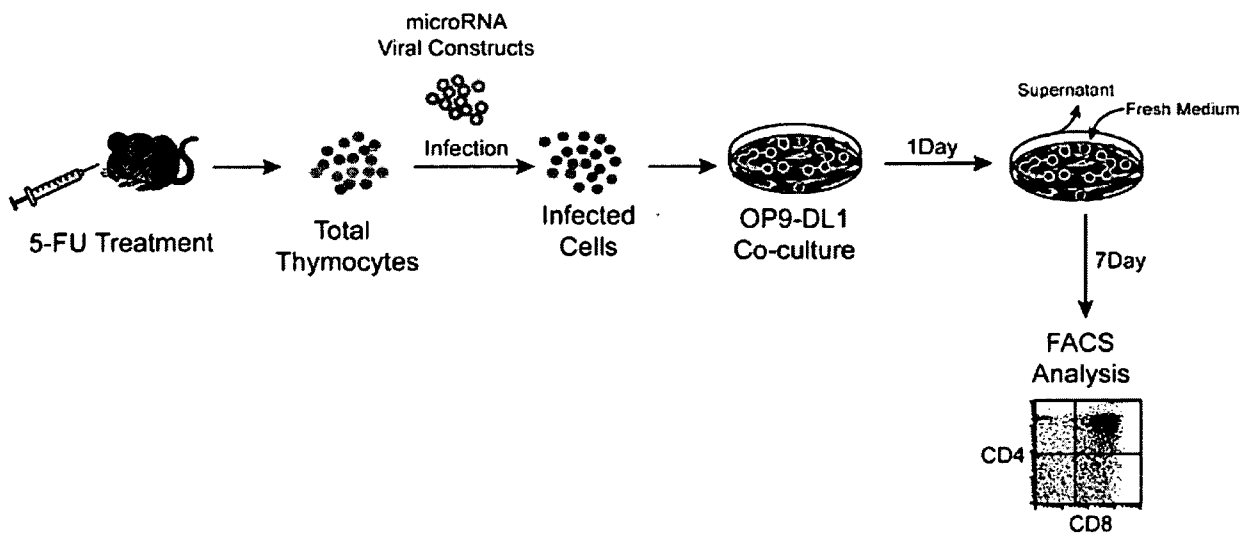 microRNA
Viral Constructs
Infection
5-FU Treatment
Total
Thymocytes
Infected
Cells
OP9-DL1
Co-culture
1Day
Supernatant
Fresh Medium
7Day
FACS
Analysis
CD4
CD8